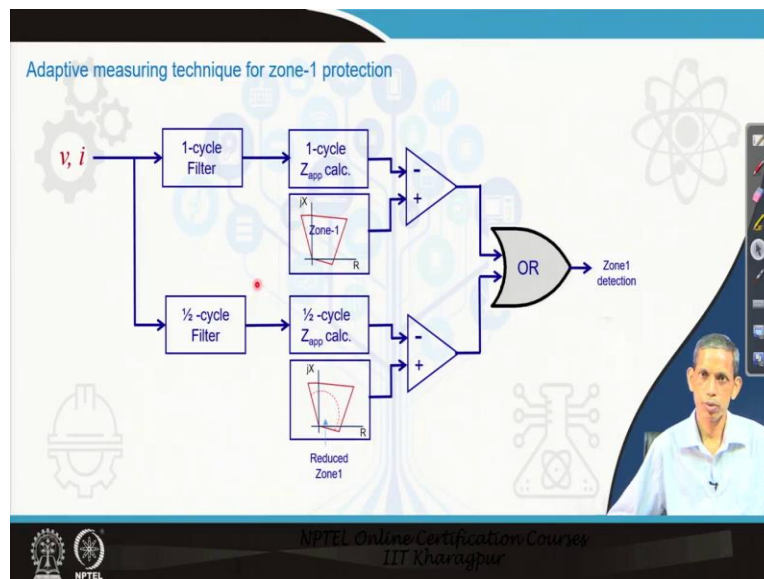 Adaptive measuring technique for zone-1 protection
v, i
1-cycle
Filter
1-cycle
Zapp calc.
jX
Zone-1
R
-
+
OR
Zone1
detection
½ -cycle
Filter
½ -cycle
Zapp calc.
jX
R
-
+
Reduced
Zone1
NPTEL Online Certification Courses
IIT Kharagpur
NPTEL